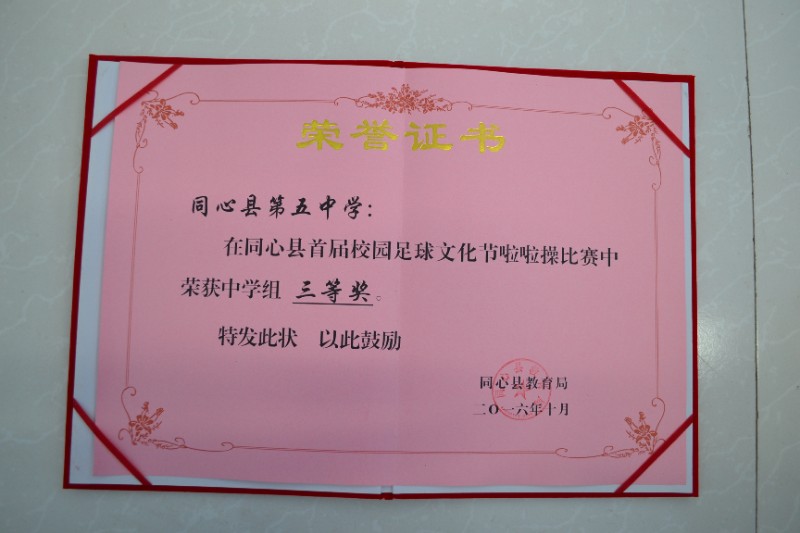 荣誉证书
同心县第五中学：
在同心县首届校园足球文化节啦啦操比赛中
荣获中学组 三等奖。
特发此状 以此鼓励
同心县教育局
二〇一六年十月